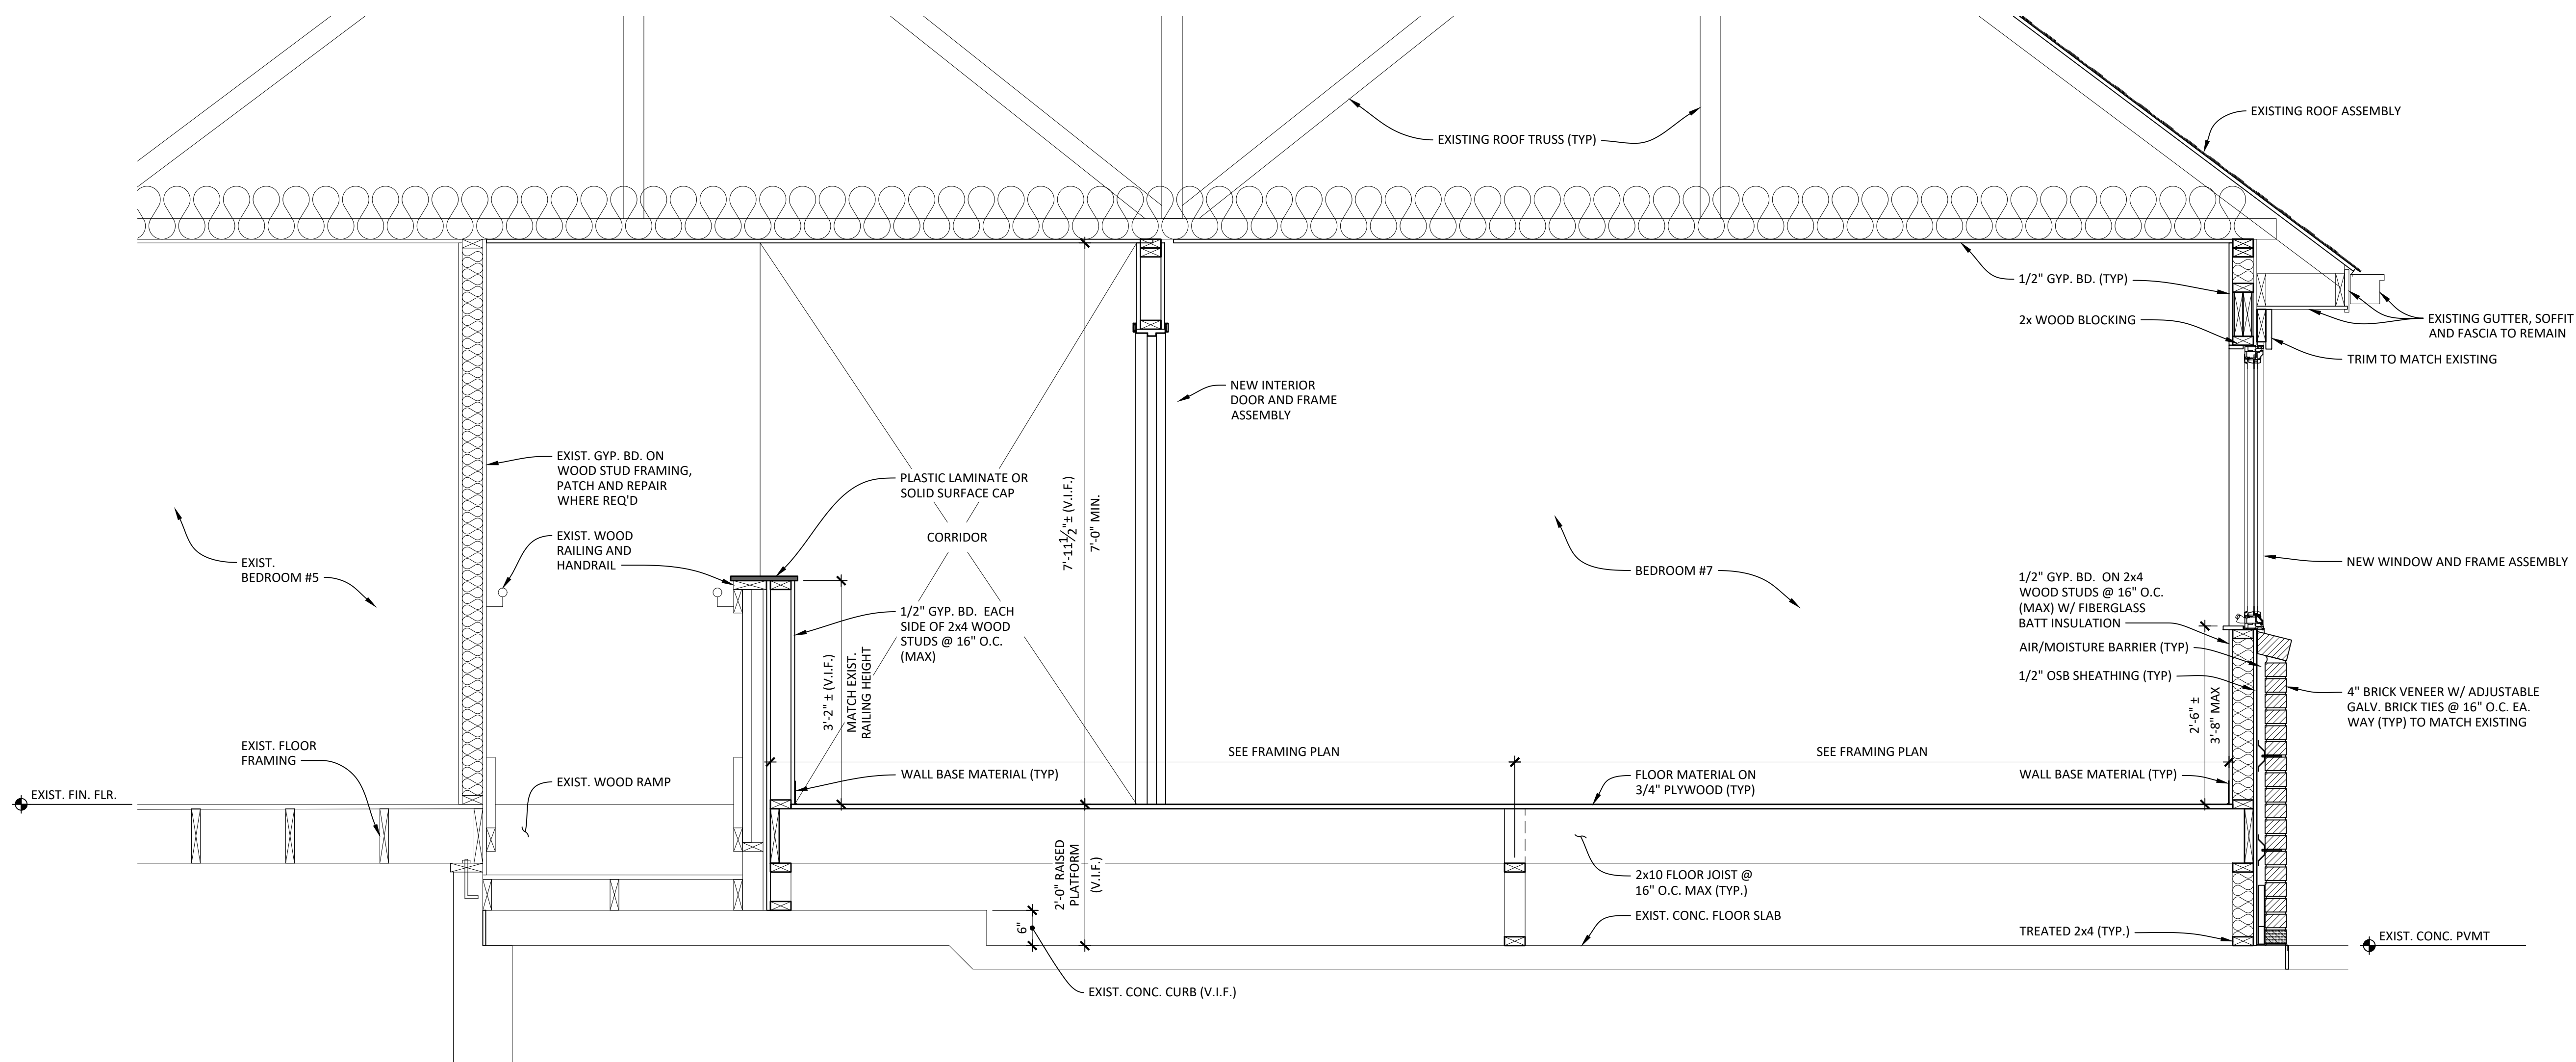 EXISTING ROOF ASSEMBLY
EXISTING ROOF TRUSS (TYP)
1/2" GYP. BD. (TYP)
2x WOOD BLOCKING
EXISTING GUTTER, SOFFIT
AND FASCIA TO REMAIN
TRIM TO MATCH EXISTING
NEW INTERIOR
DOOR AND FRAME
ASSEMBLY
EXIST. GYP. BD. ON
WOOD STUD FRAMING,
PATCH AND REPAIR
WHERE REQ'D
PLASTIC LAMINATE OR
SOLID SURFACE CAP
7'-11 1/2"± (V.I.F.)
7'-0" MIN.
CORRIDOR
EXIST. WOOD
RAILING AND
HANDRAIL
EXIST.
BEDROOM #5
BEDROOM #7
NEW WINDOW AND FRAME ASSEMBLY
1/2" GYP. BD. ON 2x4
WOOD STUDS @ 16" O.C.
(MAX) W/ FIBERGLASS
BATT INSULATION
1/2" GYP. BD. EACH
SIDE OF 2x4 WOOD
STUDS @ 16" O.C.
(MAX)
3'-2" ± (V.I.F.)
MATCH EXIST.
RAILING HEIGHT
AIR/MOISTURE BARRIER (TYP)
1/2" OSB SHEATHING (TYP)
2'-6" ±
3'-8" MAX
4" BRICK VENEER W/ ADJUSTABLE
GALV. BRICK TIES @ 16" O.C. EA.
WAY (TYP) TO MATCH EXISTING
EXIST. FLOOR
FRAMING
SEE FRAMING PLAN
SEE FRAMING PLAN
EXIST. WOOD RAMP
WALL BASE MATERIAL (TYP)
FLOOR MATERIAL ON
3/4" PLYWOOD (TYP)
WALL BASE MATERIAL (TYP)
EXIST. FIN. FLR.
2'-0" RAISED
PLATFORM
(V.I.F.)
2x10 FLOOR JOIST @
16" O.C. MAX (TYP.)
6"
EXIST. CONC. FLOOR SLAB
TREATED 2x4 (TYP.)
EXIST. CONC. PVMT
EXIST. CONC. CURB (V.I.F.)